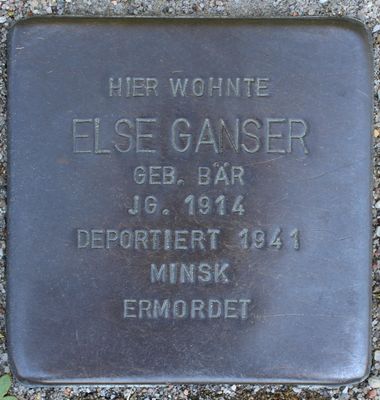 HIER WOHNTE
ELSE GANSER
GEB. BÄR
JG. 1914
DEPORTIERT 1941
MINSK
ERMORDET